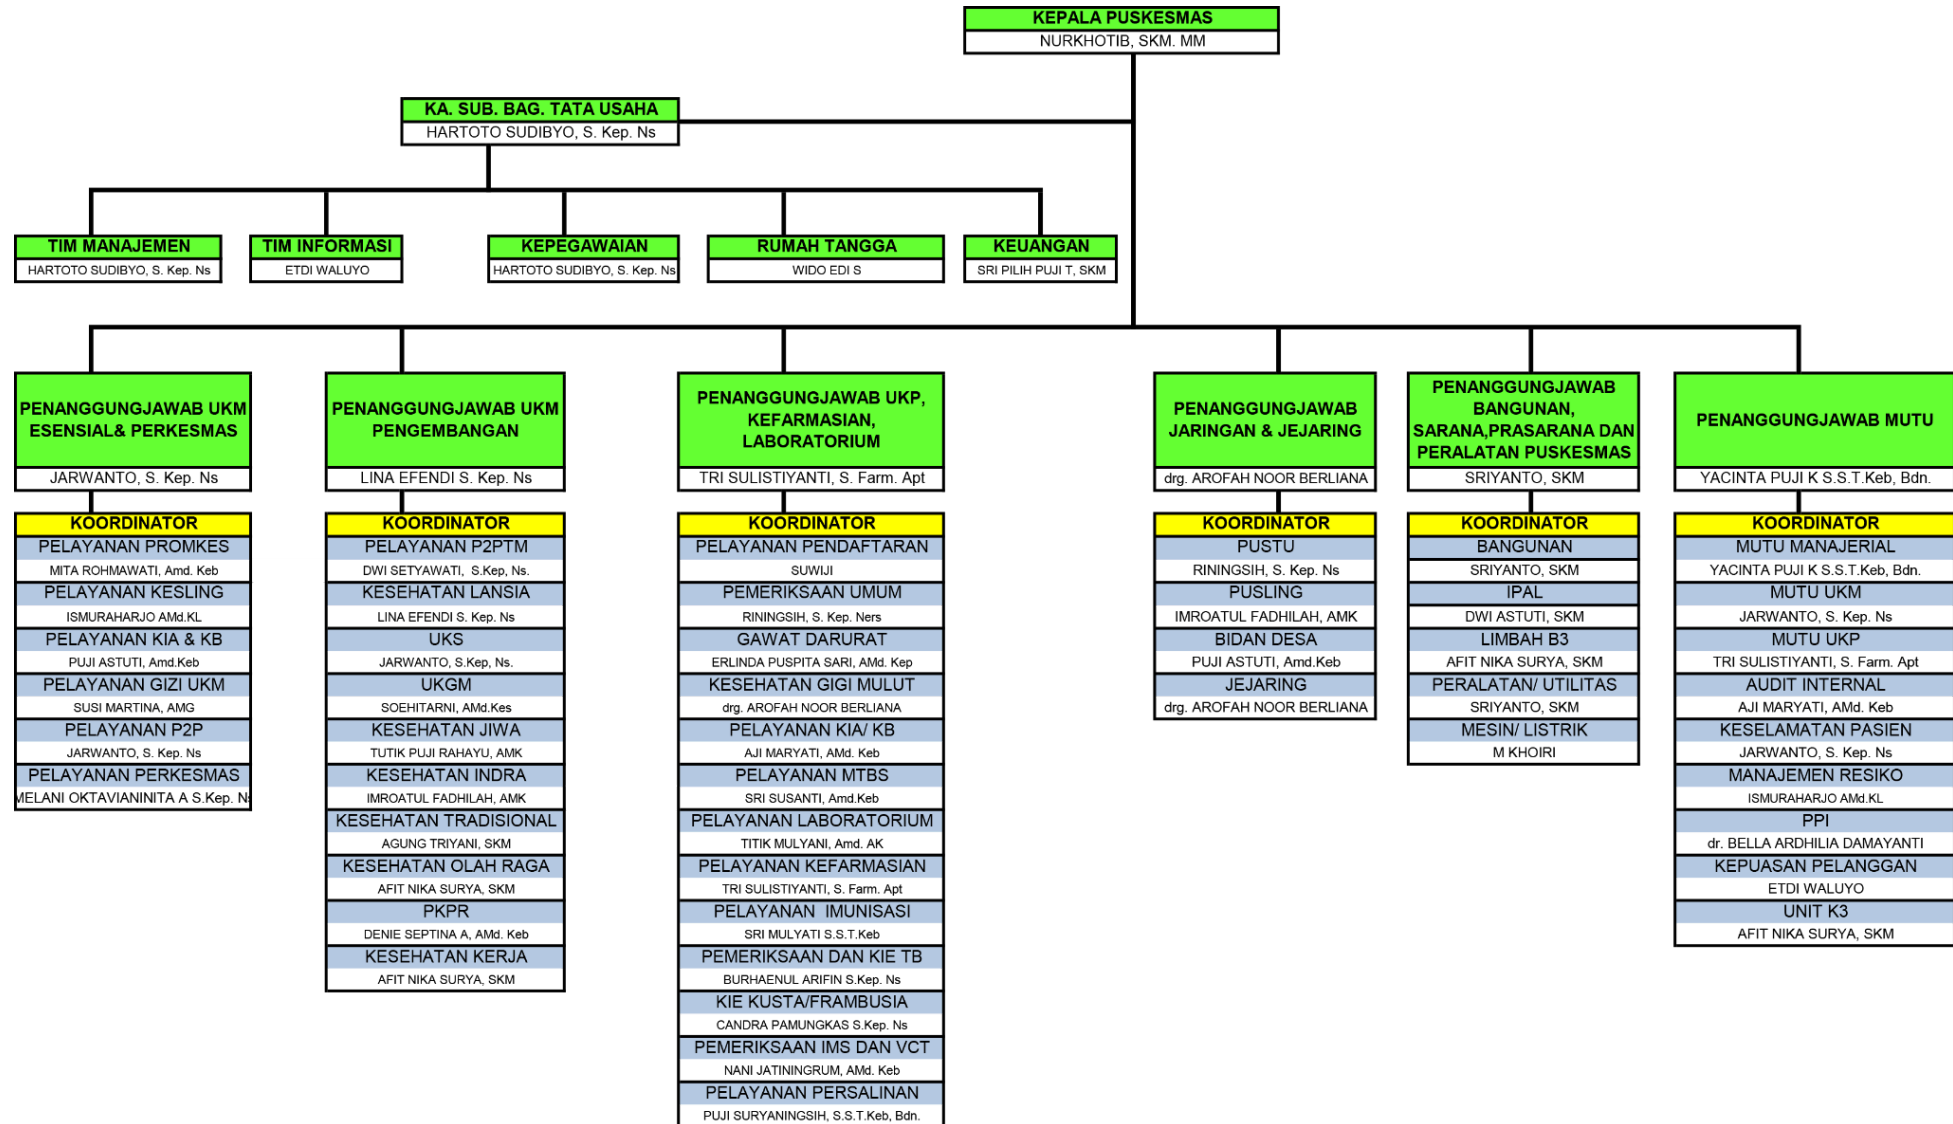 KEPALA PUSKESMAS
NURKHOTIB, SKM. MM
KA. SUB. BAG. TATA USAHA
HARTOTO SUDIBYO, S. Kep. Ns
TIM MANAJEMEN
HARTOTO SUDIBYO, S. Kep. Ns
TIM INFORMASI
ETDI WALUYO
KEPEGAWAIAN
HARTOTO SUDIBYO, S. Kep. Ns
RUMAH TANGGA
WIDO EDI S
KEUANGAN
SRI PILIH PUJI T, SKM
PENANGGUNGJAWAB UKM
ESENSIAL& PERKESMAS
JARWANTO, S. Kep. Ns
KOORDINATOR
PELAYANAN PROMKES
MITA ROHMAWATI, Amd. Keb
PELAYANAN KESLING
ISMURAHARJO AMd.KL
PELAYANAN KIA & KB
PUJI ASTUTI, Amd.Keb
PELAYANAN GIZI UKM
SUSI MARTINA, AMG
PELAYANAN P2P
JARWANTO, S. Kep. Ns
PELAYANAN PERKESMAS
MELANI OKTAVIANINITA A S.Kep. Ns
PENANGGUNGJAWAB UKM
PENGEMBANGAN
LINA EFENDI S. Kep. Ns
KOORDINATOR
PELAYANAN P2PTM
DWI SETYAWATI, S.Kep, Ns.
KESEHATAN LANSIA
LINA EFENDI S. Kep. Ns
UKS
JARWANTO, S.Kep, Ns.
UKGM
SOEHITARNI, AMd.Kes
KESEHATAN JIWA
TUTIK PUJI RAHAYU, AMK
KESEHATAN INDRA
IMROATUL FADHILAH, AMK
KESEHATAN TRADISIONAL
AGUNG TRIYANI, SKM
KESEHATAN OLAH RAGA
AFIT NIKA SURYA, SKM
PKPR
DENIE SEPTINA A, AMd. Keb
KESEHATAN KERJA
AFIT NIKA SURYA, SKM
PENANGGUNGJAWAB UKP,
KEFARMASIAN,
LABORATORIUM
TRI SULISTIYANTI, S. Farm. Apt
KOORDINATOR
PELAYANAN PENDAFTARAN
SUWIJI
PEMERIKSAAN UMUM
RININGSIH, S. Kep. Ners
GAWAT DARURAT
ERLINDA PUSPITA SARI, AMd. Kep
KESEHATAN GIGI MULUT
drg. AROFAH NOOR BERLIANA
PELAYANAN KIA/ KB
AJI MARYATI, AMd. Keb
PELAYANAN MTBS
SRI SUSANTI, Amd.Keb
PELAYANAN LABORATORIUM
TITIK MULYANI, Amd. AK
PELAYANAN KEFARMASIAN
TRI SULISTIYANTI, S. Farm. Apt
PELAYANAN IMUNISASI
SRI MULYATI S.S.T.Keb
PEMERIKSAAN DAN KIE TB
BURHAENUL ARIFIN S.Kep. Ns
KIE KUSTA/FRAMBUSIA
CANDRA PAMUNGKAS S.Kep. Ns
PEMERIKSAAN IMS DAN VCT
NANI JATININGRUM, AMd. Keb
PELAYANAN PERSALINAN
PUJI SURYANINGSIH, S.S.T.Keb, Bdn.
PENANGGUNGJAWAB
JARINGAN & JEJARING
drg. AROFAH NOOR BERLIANA
KOORDINATOR
PUSTU
RININGSIH, S. Kep. Ns
PUSLING
IMROATUL FADHILAH, AMK
BIDAN DESA
PUJI ASTUTI, Amd.Keb
JEJARING
drg. AROFAH NOOR BERLIANA
PENANGGUNGJAWAB
BANGUNAN,
SARANA,PRASARANA DAN
PERALATAN PUSKESMAS
SRIYANTO, SKM
KOORDINATOR
BANGUNAN
SRIYANTO, SKM
IPAL
DWI ASTUTI, SKM
LIMBAH B3
AFIT NIKA SURYA, SKM
PERALATAN/ UTILITAS
SRIYANTO, SKM
MESIN/ LISTRIK
M KHOIRI
PENANGGUNGJAWAB MUTU
YACINTA PUJI K S.S.T.Keb, Bdn.
KOORDINATOR
MUTU MANAJERIAL
YACINTA PUJI K S.S.T.Keb, Bdn.
MUTU UKM
JARWANTO, S. Kep. Ns
MUTU UKP
TRI SULISTIYANTI, S. Farm. Apt
AUDIT INTERNAL
AJI MARYATI, AMd. Keb
KESELAMATAN PASIEN
JARWANTO, S. Kep. Ns
MANAJEMEN RESIKO
ISMURAHARJO AMd.KL
PPI
dr. BELLA ARDHILIA DAMAYANTI
KEPUASAN PELANGGAN
ETDI WALUYO
UNIT K3
AFIT NIKA SURYA, SKM